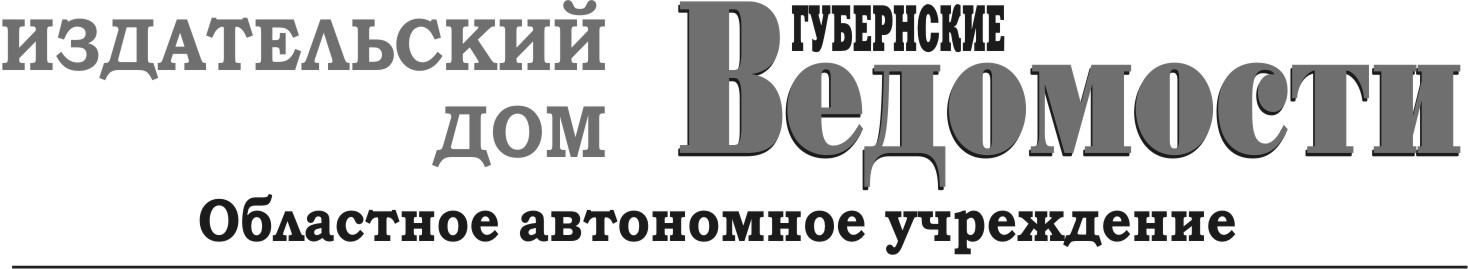 ИЗДАТЕЛЬСКИЙ
ДОМ
ГУБЕРНСКИЕ
Ведомости
Областное автономное учреждение